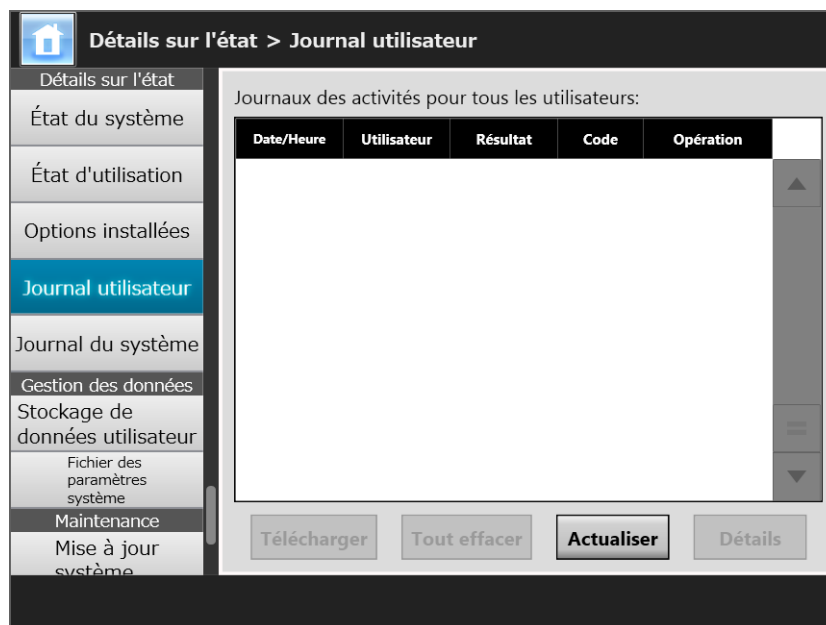 Détails sur l'état > Journal utilisateur
Détails sur l'état
État du système
État d'utilisation
Options installées
Journal utilisateur
Journal du système
Gestion des données
Stockage de
données utilisateur
Fichier des
paramètres
système
Maintenance
Mise à jour
système
Journaux des activités pour tous les utilisateurs:
Date/Heure Utilisateur Résultat Code Opération
Télécharger Tout effacer Actualiser Détails